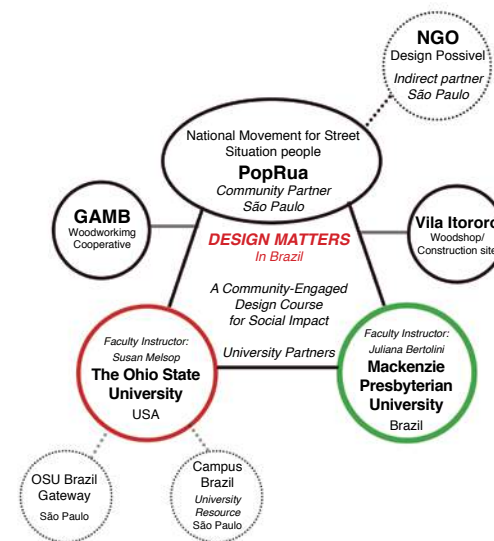 NGO
Design Possivel
Indirect partner
São Paulo
National Movement for Street
Situation people
PopRua
Community Partner
São Paulo
GAMB
Woodworkimg
Cooperative
DESIGN MATTERS
In Brazil
Vila Itororo
Woodshop/
Construction site
A Community-Engaged
Design Course
for Social Impact
University Partners
Faculty Instructor:
Susan Melsop
The Ohio State
University
USA
Faculty Instructor:
Juliana Bertolini
Mackenzie
Presbyterian
University
Brazil
OSU Brazil
Gateway
São Paulo
Campus
Brazil
University
Resource
São Paulo